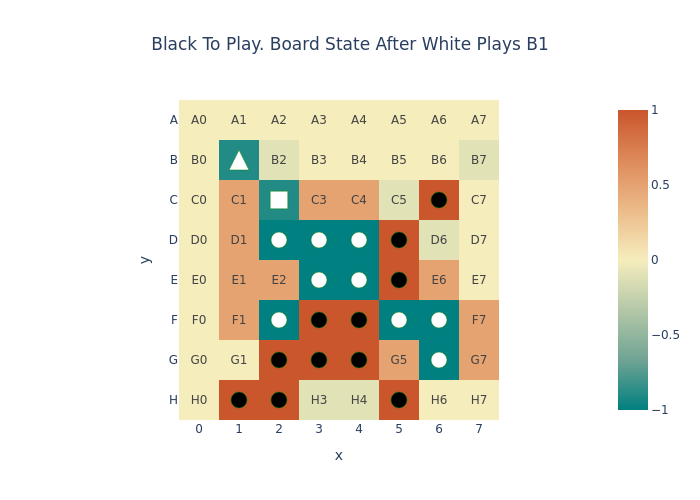 Black To Play. Board State After White Plays B1
A A0 A1 A2 A3 A4 A5 A6 A7
B B0 B2 B3 B4 B5 B6 B7
C C0 C1 C3 C4 C5 C7
D D0 D1 D6 D7
E E0 E1 E2 E6 E7
F F0 F1 F7
G G0 G1 G5 G7
H H0 H3 H4 H6 H7
0 1 2 3 4 5 6 7
x
y
1
0.5
0
−0.5
−1